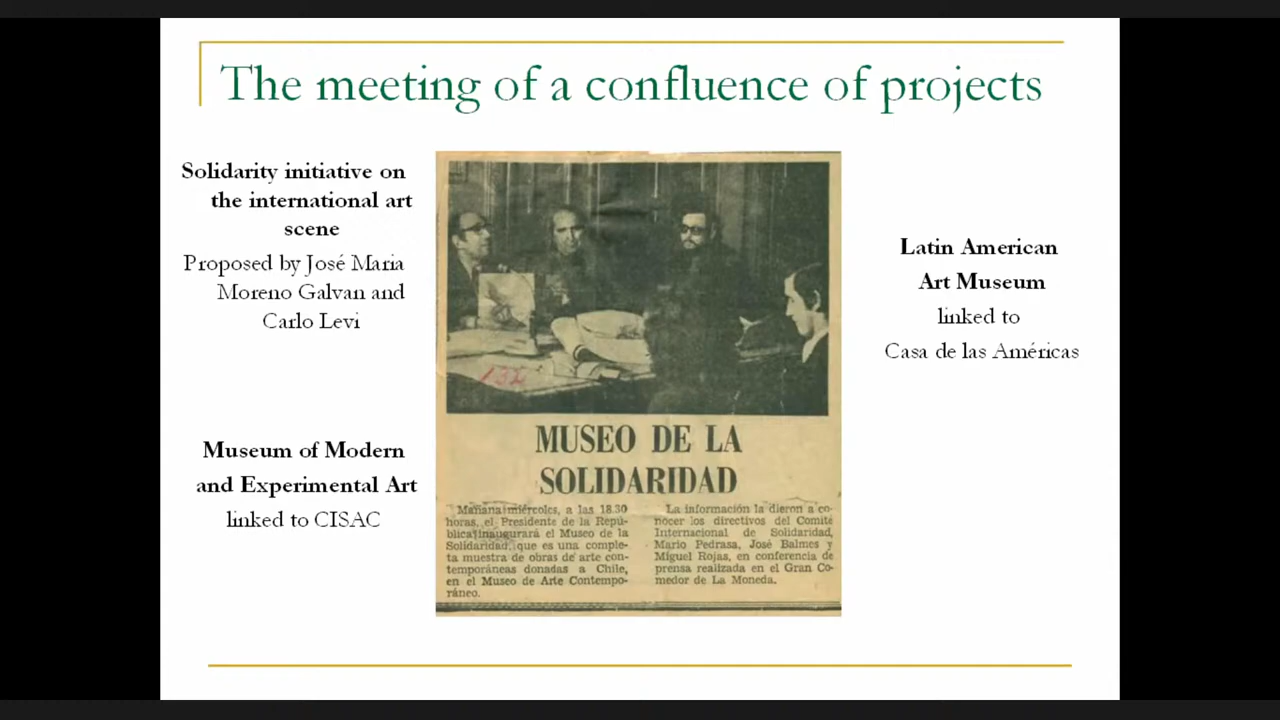 The meeting of a confluence of projects
Solidarity initiative on
the international art
scene
Proposed by José Maria
Moreno Galvan and
Carlo Levi
Museum of Modern
and Experimental Art
linked to CISAC
132
MUSEO DE LA
SOLIDARIDAD
Mañana miércoles, a las 18.30
horas, el Presidente de la Repú-
blica inaugurará el Museo de la
Solidaridad, que es una comple-
ta muestra de obras de arte con-
temporáneas donadas a Chile,
en el Museo de Arte Contempo-
ráneo.
La información la dieron a co-
nocer los directivos del Comité
Internacional de Solidaridad,
Mario Pedrasa, José Balmes y
Miguel Rojas, en conferencia de
prensa realizada en el Gran Co-
medor de La Moneda.
Latin American
Art Museum
linked to
Casa de las Américas